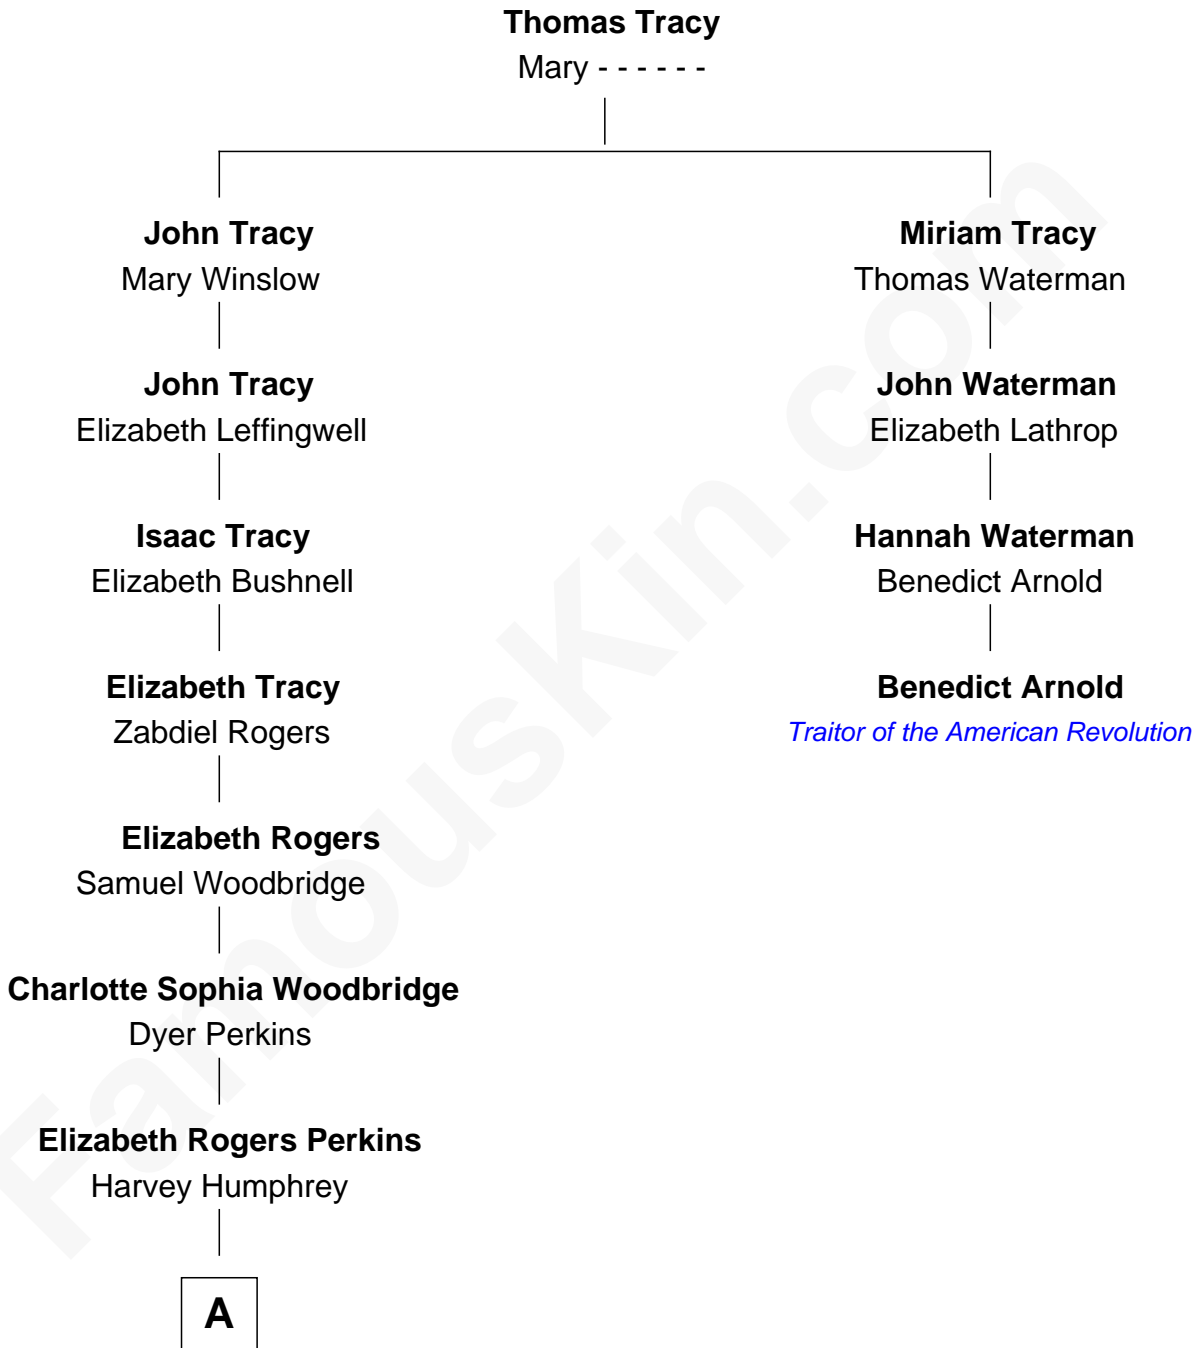 Thomas Tracy
Mary - - - - - -
John Tracy
Mary Winslow
Miriam Tracy
Thomas Waterman
John Tracy
Elizabeth Leffingwell
John Waterman
Elizabeth Lathrop
Isaac Tracy
Elizabeth Bushnell
Hannah Waterman
Benedict Arnold
Elizabeth Tracy
Zabdiel Rogers
Benedict Arnold
Traitor of the American Revolution
Elizabeth Rogers
Samuel Woodbridge
Charlotte Sophia Woodbridge
Dyer Perkins
Elizabeth Rogers Perkins
Harvey Humphrey
A
FamousKin.com